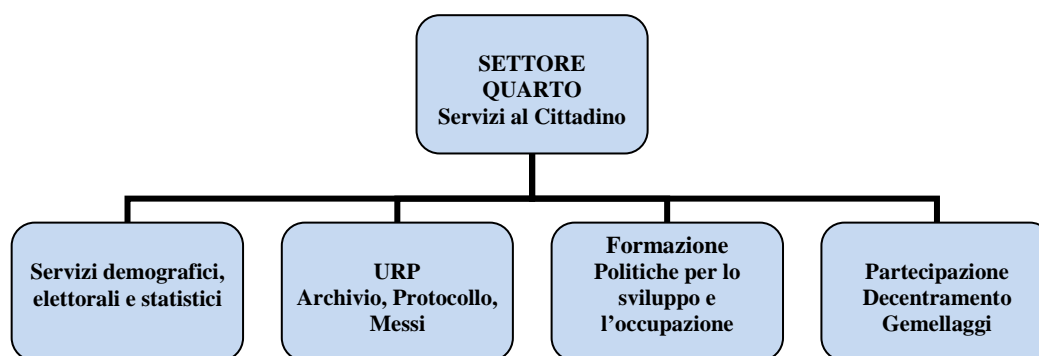 SETTORE
QUARTO
Servizi al Cittadino
Servizi demografici,
elettorali e statistici
URP
Archivio, Protocollo,
Messi
Formazione
Politiche per lo
sviluppo e
l’occupazione
Partecipazione
Decentramento
Gemellaggi